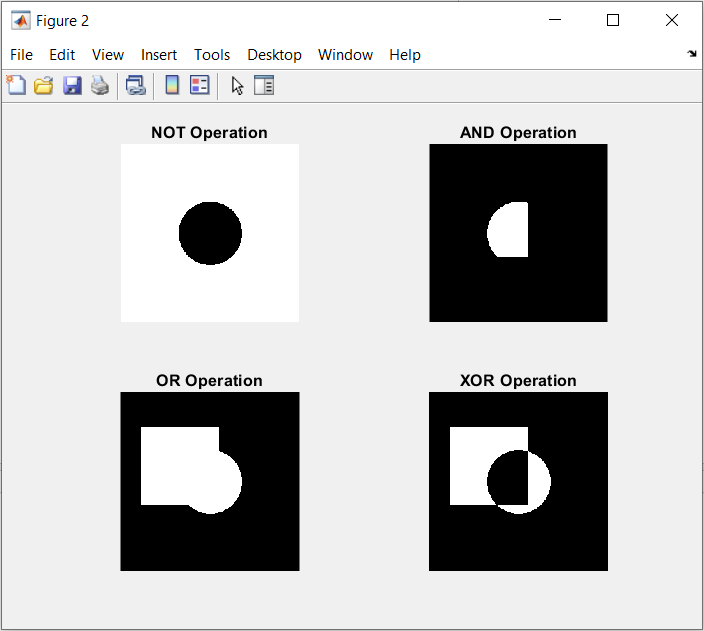 Figure 2
File Edit View Insert Tools Desktop Window Help
NOT Operation
AND Operation
OR Operation
XOR Operation